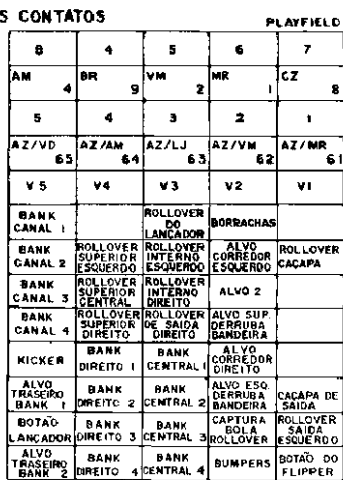 S CONTATOS
PLAYFIELD
8 4 5 6 7
AM 4 BR 9 VM 2 MR 1 CZ 8
5 4 3 2 1
AZ/VD 65 AZ/AM 64 AZ/LJ 63 AZ/VM 62 AZ/MR 61
V5 V4 V3 V2 V1
BANK CANAL 1
ROLLOVER DO LANCADOR
BORRACHAS
BANK CANAL 2
ROLLOVER SUPERIOR ESQUERDO
ROLLOVER INTERNO ESQUERDO
ALVO CORREDOR ESQUERDO
ROLLOVER CAÇAPA
BANK CANAL 3
ROLLOVER SUPERIOR CENTRAL
ROLLOVER INTERNO DIREITO
ALVO 2
BANK CANAL 4
ROLLOVER SUPERIOR DIREITO
ROLLOVER DE SAIDA DIREITO
ALVO SUP. DERRUBA BANDEIRA
KICKER
BANK DIREITO 1
BANK CENTRAL 1
ALVO CORREDOR DIREITO
ALVO TRASEIRO BANK 1
BANK DIREITO 2
BANK CENTRAL 2
ALVO ESQ. DERRUBA BANDEIRA
CAÇAPA DE SAIDA
BOTAO LANCADOR
BANK DIREITO 3
BANK CENTRAL 3
CAPTURA BOLA ROLLOVER
ROLLOVER SAIDA ESQUERDO
ALVO TRASEIRO BANK 2
BANK DIREITO 4
BANK CENTRAL 4
BUMPERS
BOTAO DO FLIPPER